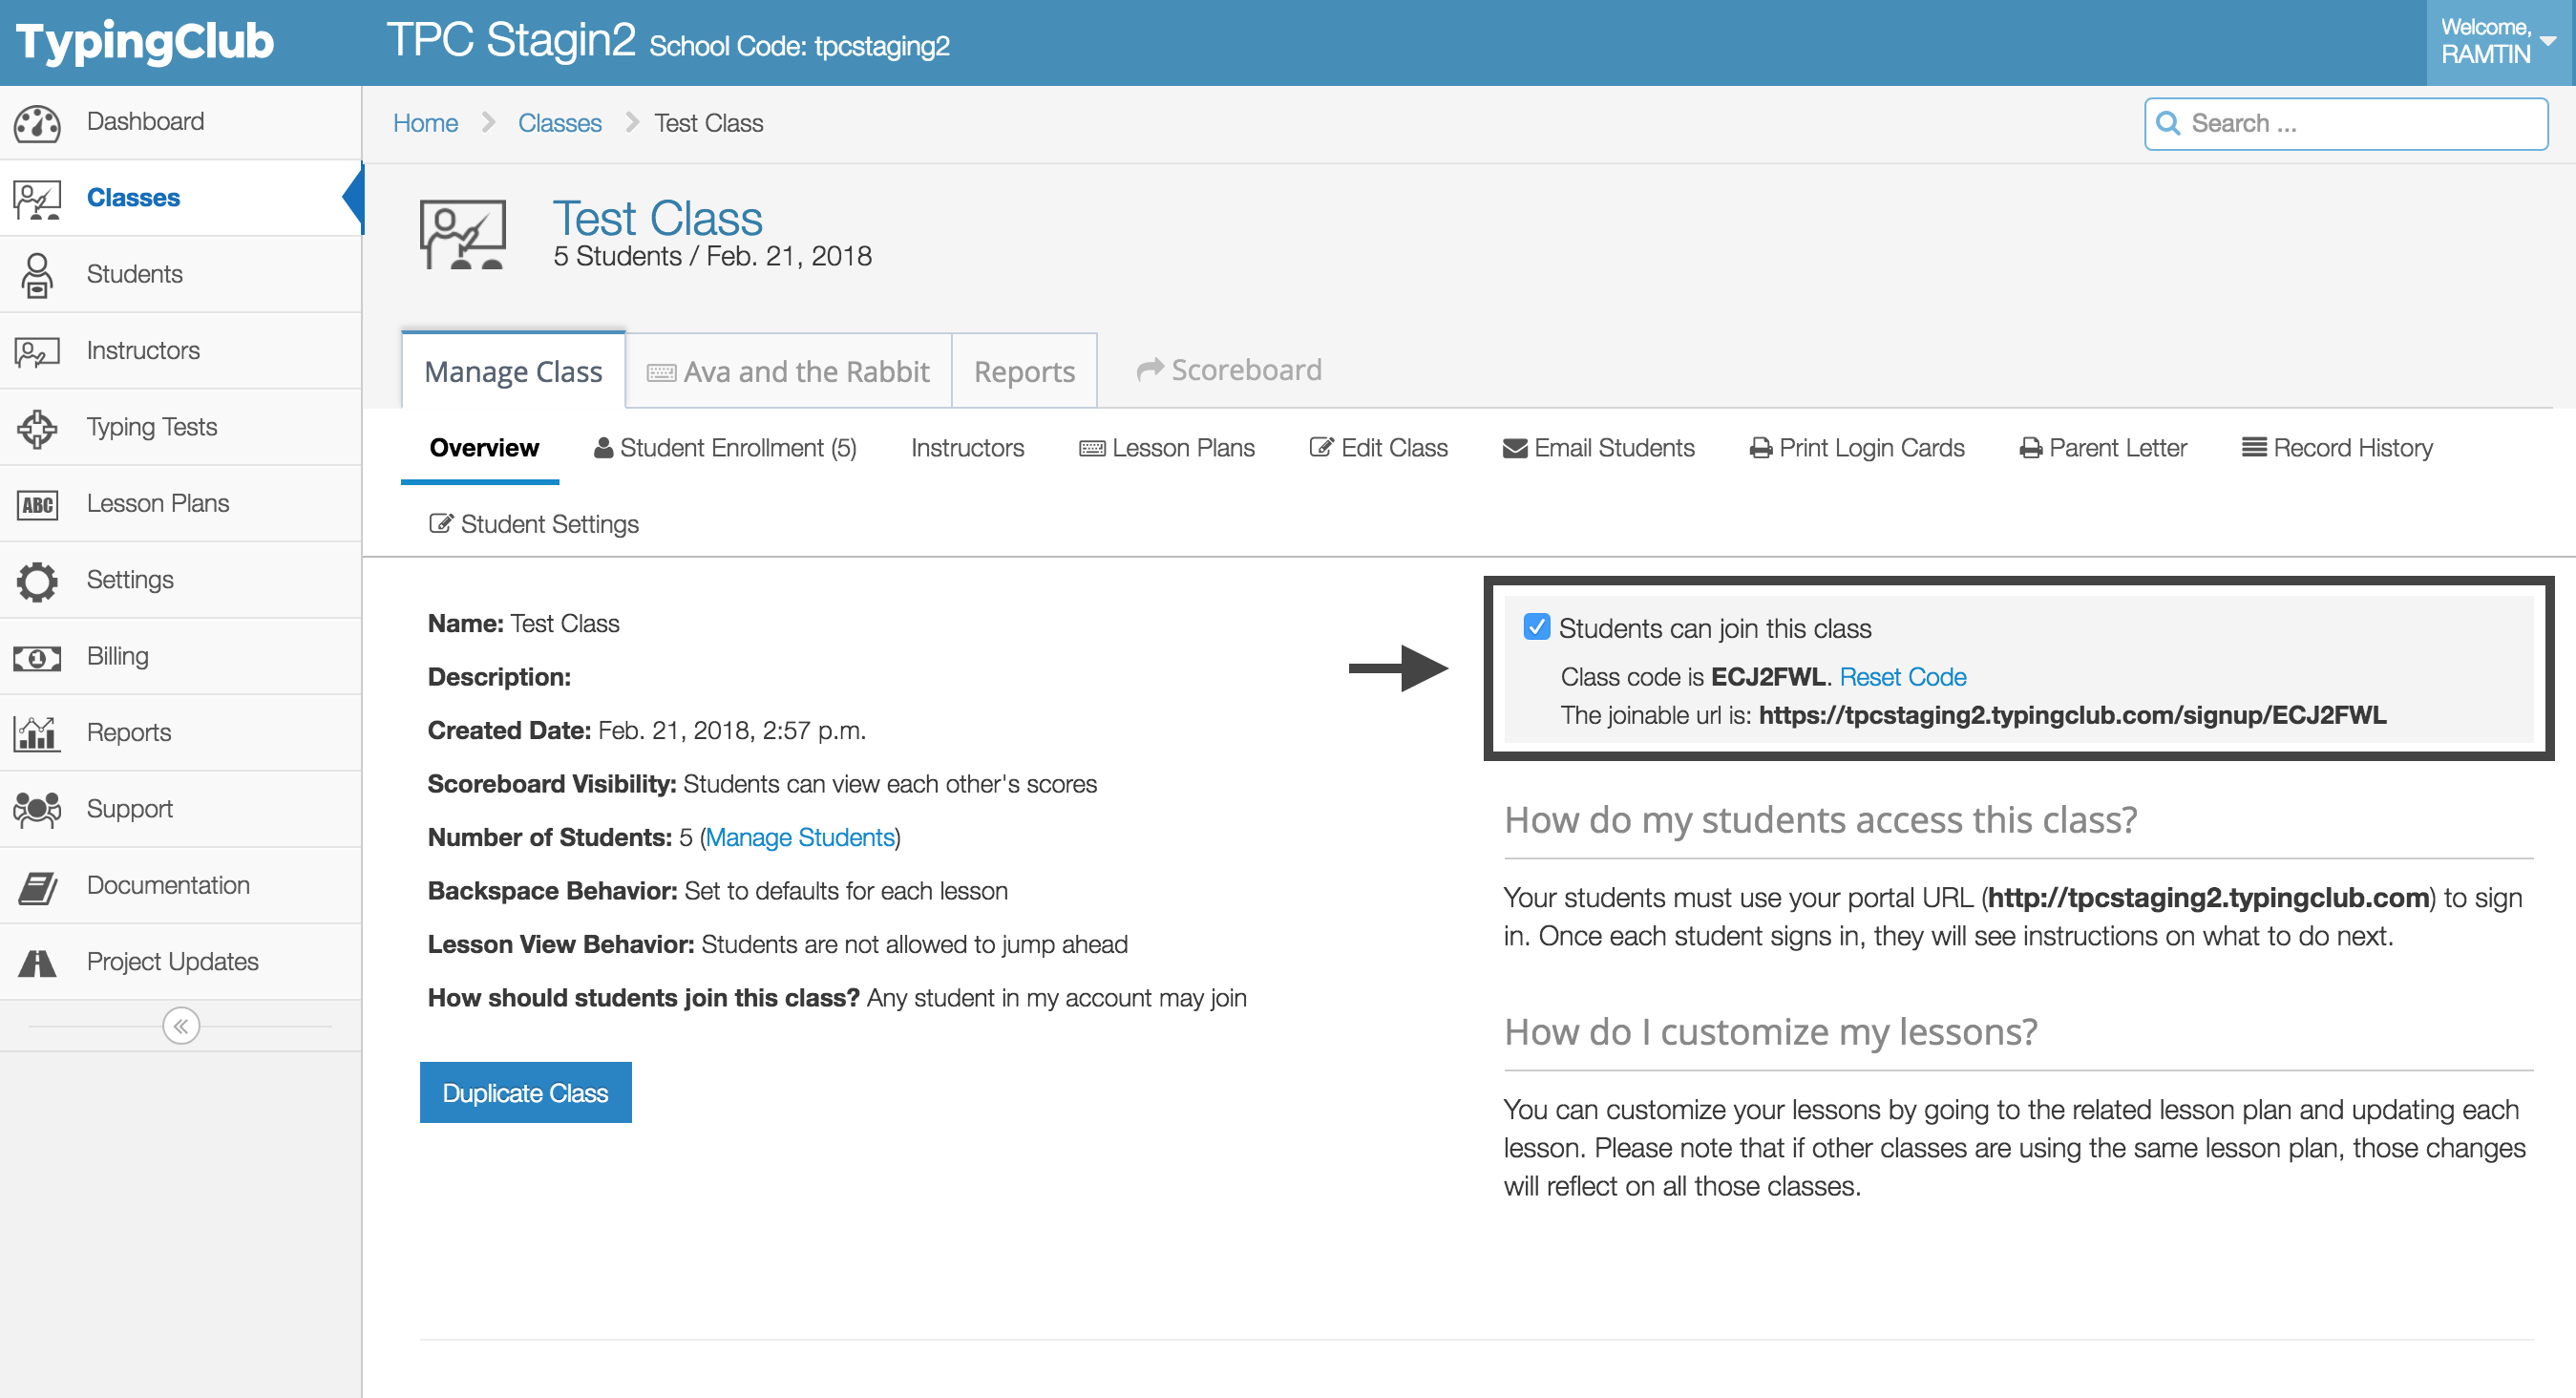 TypingClub
TPC Stagin2 School Code: tpcstaging2
Welcome,
RAMTIN
Dashboard
Classes
Students
Instructors
Typing Tests
ABC
Lesson Plans
Settings
1
Billing
Reports
Support
Documentation
Project Updates
Home Classes Test Class
Search ...
Test Class
5 Students / Feb. 21, 2018
Manage Class Ava and the Rabbit Reports Scoreboard
Overview Student Enrollment (5) Instructors Lesson Plans Edit Class Email Students Print Login Cards Parent Letter Record History
Student Settings
Name: Test Class
Description:
Created Date: Feb. 21, 2018, 2:57 p.m.
Scoreboard Visibility: Students can view each other's scores
Number of Students: 5 (Manage Students)
Backspace Behavior: Set to defaults for each lesson
Lesson View Behavior: Students are not allowed to jump ahead
How should students join this class? Any student in my account may join
Duplicate Class
Students can join this class
Class code is ECJ2FWL. Reset Code
The joinable url is: https://tpcstaging2.typingclub.com/signup/ECJ2FWL
How do my students access this class?
Your students must use your portal URL (http://tpcstaging2.typingclub.com) to sign
in. Once each student signs in, they will see instructions on what to do next.
How do I customize my lessons?
You can customize your lessons by going to the related lesson plan and updating each
lesson. Please note that if other classes are using the same lesson plan, those changes
will reflect on all those classes.